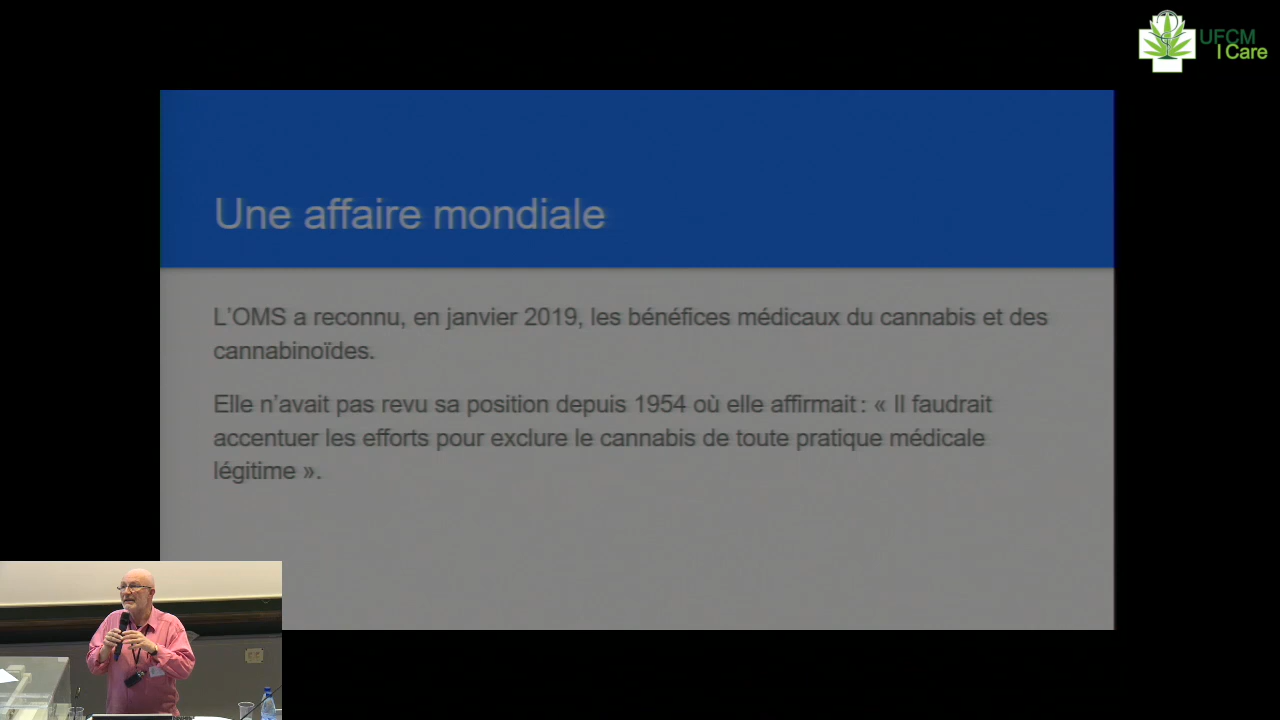 UFCM
I Care
Une affaire mondiale
L'OMS a reconnu, en janvier 2019, les bénéfices médicaux du cannabis et des
cannabinoïdes.
Elle n'avait pas revu sa position depuis 1954 où elle affirmait : « Il faudrait
accentuer les efforts pour exclure le cannabis de toute pratique médicale
légitime ».